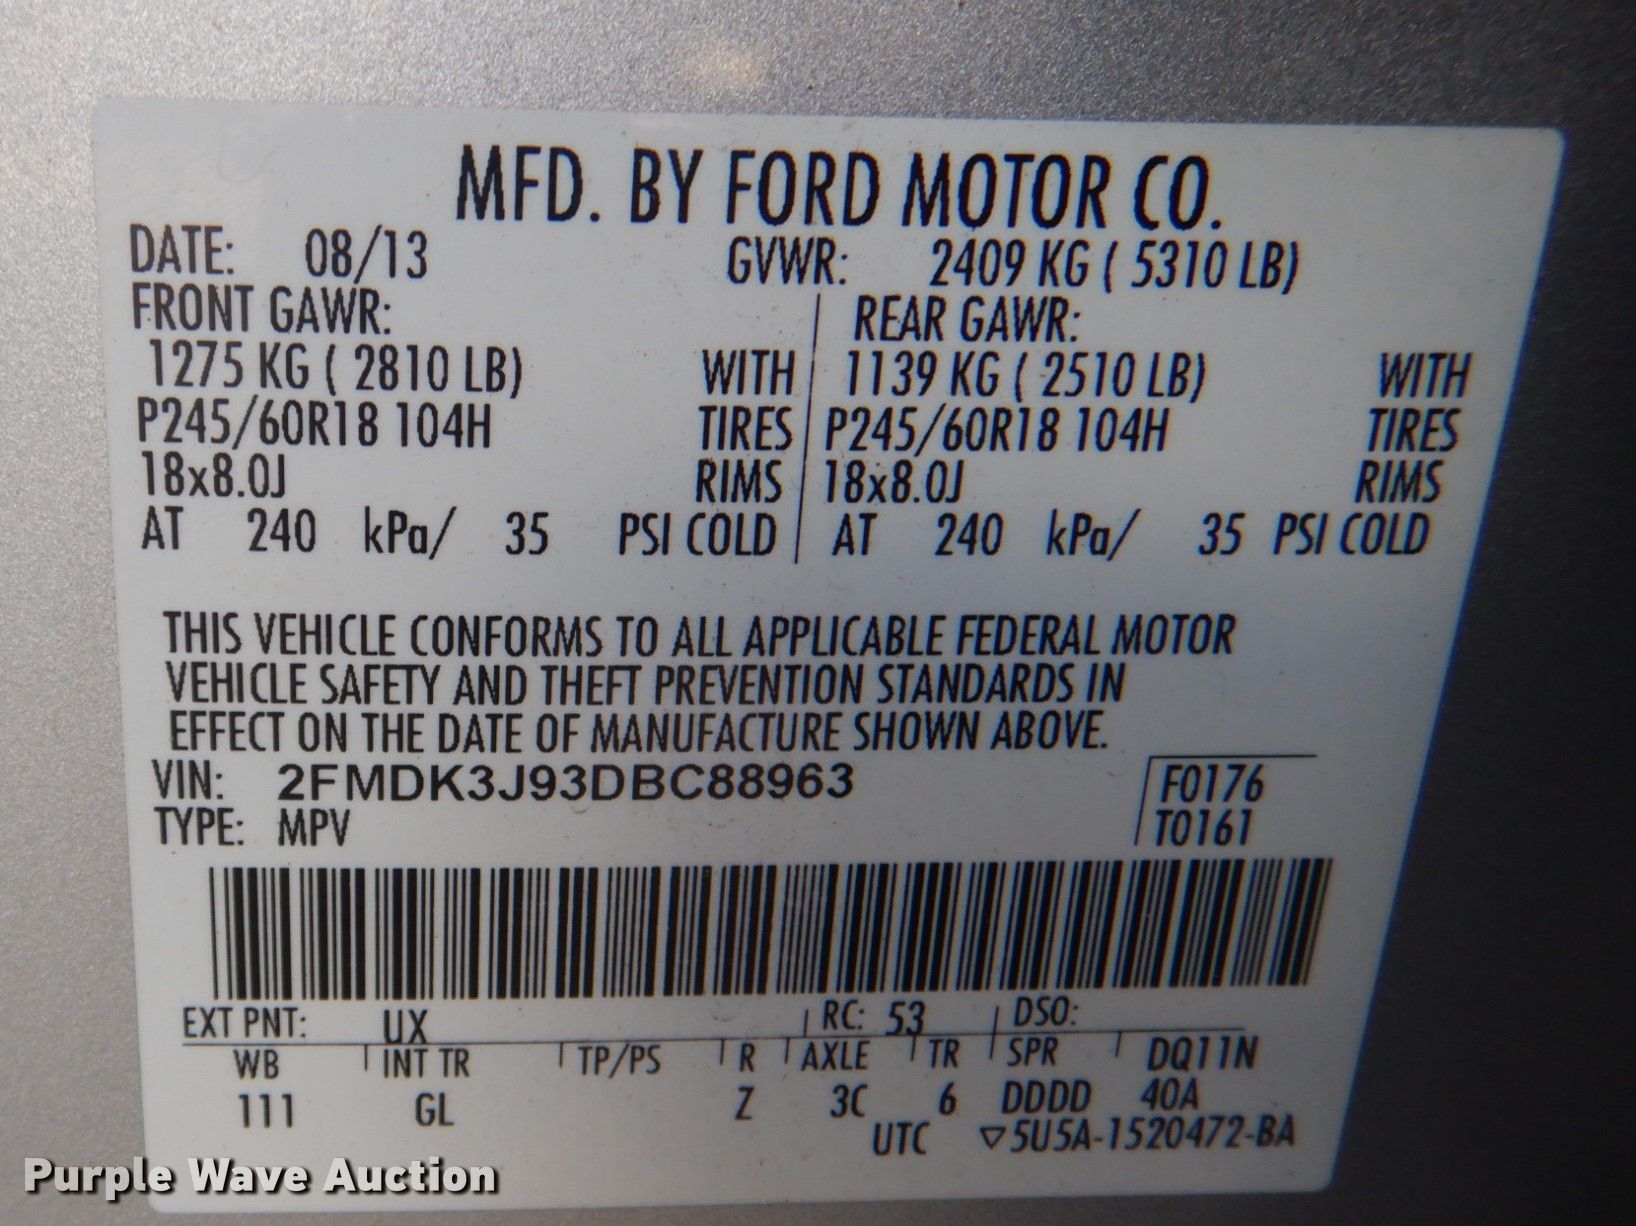 MFD. BY FORD MOTOR CO.
DATE: 08/13 GVWR: 2409 KG ( 5310 LB)
FRONT GAWR: REAR GAWR:
1275 KG ( 2810 LB) WITH 1139 KG ( 2510 LB) WITH
P245/60R18 104H TIRES P245/60R18 104H TIRES
18x8.0J RIMS 18x8.0J RIMS
AT 240 kPa/ 35 PSI COLD AT 240 kPa/ 35 PSI COLD
THIS VEHICLE CONFORMS TO ALL APPLICABLE FEDERAL MOTOR
VEHICLE SAFETY AND THEFT PREVENTION STANDARDS IN
EFFECT ON THE DATE OF MANUFACTURE SHOWN ABOVE.
VIN: 2FMDK3J93DBC88963 F0176
TYPE: MPV T0161
EXT PNT: UX RC: 53 DSO:
WB INT TR TP/PS R AXLE TR SPR DQ11N
111 GL Z 3C 6 DDDD 40A
UTC ▽5U5A-1520472-BA
Purple Wave Auction